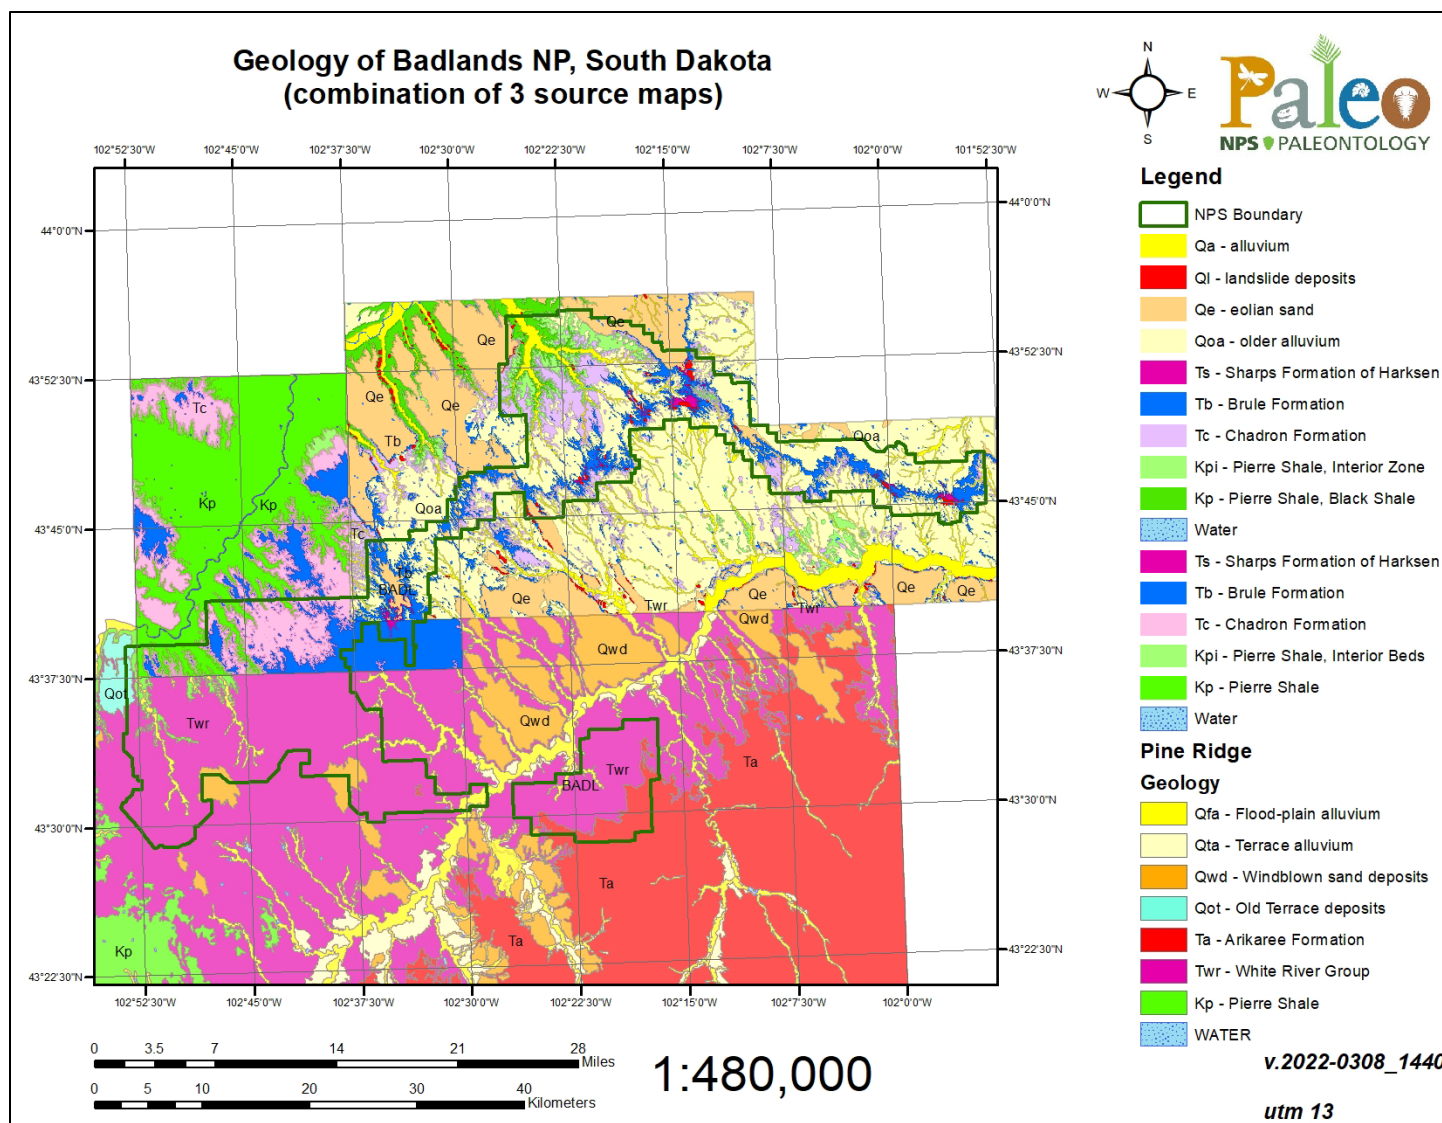 Geology of Badlands NP, South Dakota
(combination of 3 source maps)
N
W E
S
Paleo
NPS PALEONTOLOGY
102°52'30"W 102°45'0"W 102°37'30"W 102°30'0"W 102°22'30"W 102°15'0"W 102°7'30"W 102°0'0"W 101°52'30"W
44°0'0"N 44°0'0"N
43°52'30"N 43°52'30"N
43°45'0"N 43°45'0"N
43°37'30"N 43°37'30"N
43°30'0"N 43°30'0"N
43°22'30"N 43°22'30"N
Qe Qe
Qe Qe
Tc
Tb Qoa
Kp Kp Qoa
Tc
Tb
BADL
Qe Twr Qe Twr Qe Qe
Qwd
Qwd
Qot
Twr Qwd
Twr Ta
BADL
Ta
Ta
Kp
102°52'30"W 102°45'0"W 102°37'30"W 102°30'0"W 102°22'30"W 102°15'0"W 102°7'30"W 102°0'0"W
0 3.5 7 14 21 28
Miles
0 5 10 20 30 40
Kilometers
1:480,000
Legend
NPS Boundary
Qa - alluvium
Ql - landslide deposits
Qe - eolian sand
Qoa - older alluvium
Ts - Sharps Formation of Harksen
Tb - Brule Formation
Tc - Chadron Formation
Kpi - Pierre Shale, Interior Zone
Kp - Pierre Shale, Black Shale
Water
Ts - Sharps Formation of Harksen
Tb - Brule Formation
Tc - Chadron Formation
Kpi - Pierre Shale, Interior Beds
Kp - Pierre Shale
Water
Pine Ridge
Geology
Qfa - Flood-plain alluvium
Qta - Terrace alluvium
Qwd - Windblown sand deposits
Qot - Old Terrace deposits
Ta - Arikaree Formation
Twr - White River Group
Kp - Pierre Shale
WATER
v.2022-0308_1440
utm 13